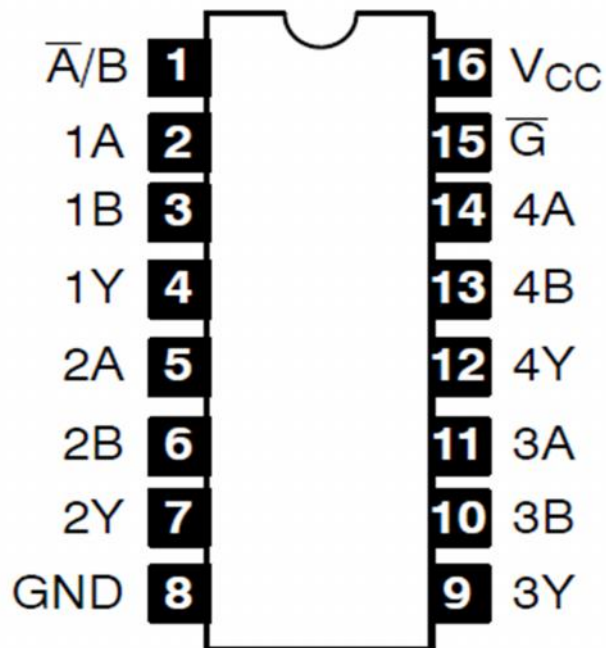 A̅/B 1 16 VCC
1A 2 15 G̅
1B 3 14 4A
1Y 4 13 4B
2A 5 12 4Y
2B 6 11 3A
2Y 7 10 3B
GND 8 9 3Y